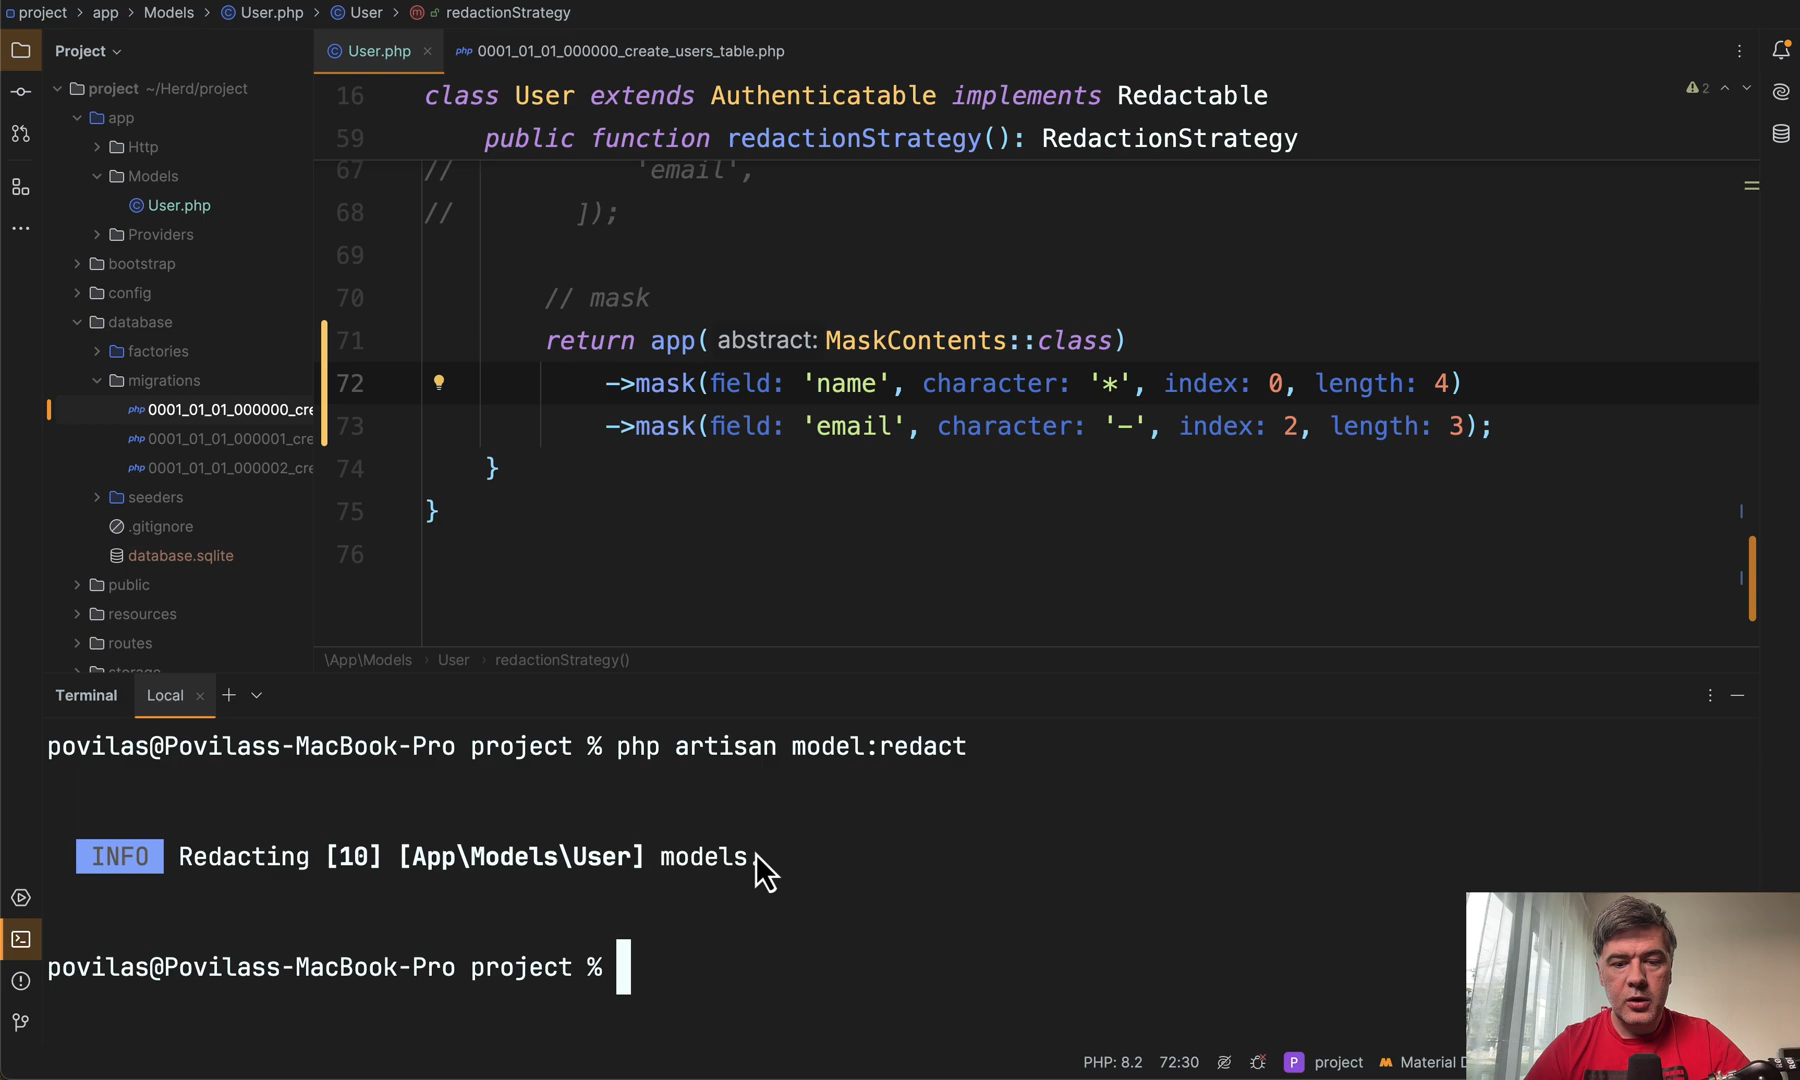 project > app > Models > User.php > User > redactionStrategy
Project
User.php
0001_01_01_000000_create_users_table.php
project ~/Herd/project
app
Http
Models
User.php
Providers
bootstrap
config
database
factories
migrations
php 0001_01_01_000000_cre
php 0001_01_01_000001_cre
php 0001_01_01_000002_cre
seeders
.gitignore
database.sqlite
public
resources
routes
storage
2
16 class User extends Authenticatable implements Redactable
59 public function redactionStrategy(): RedactionStrategy
67 // 'email',
68 // ]);
69
70 // mask
71 return app( abstract: MaskContents::class)
72 ->mask(field: 'name', character: '*', index: 0, length: 4)
73 ->mask(field: 'email', character: '-', index: 2, length: 3);
74 }
75 }
76
\App\Models > User > redactionStrategy()
Terminal Local
povilas@Povilass-MacBook-Pro project % php artisan model:redact
INFO Redacting [10] [App\Models\User] models.
povilas@Povilass-MacBook-Pro project %
PHP: 8.2 72:30 P project Material